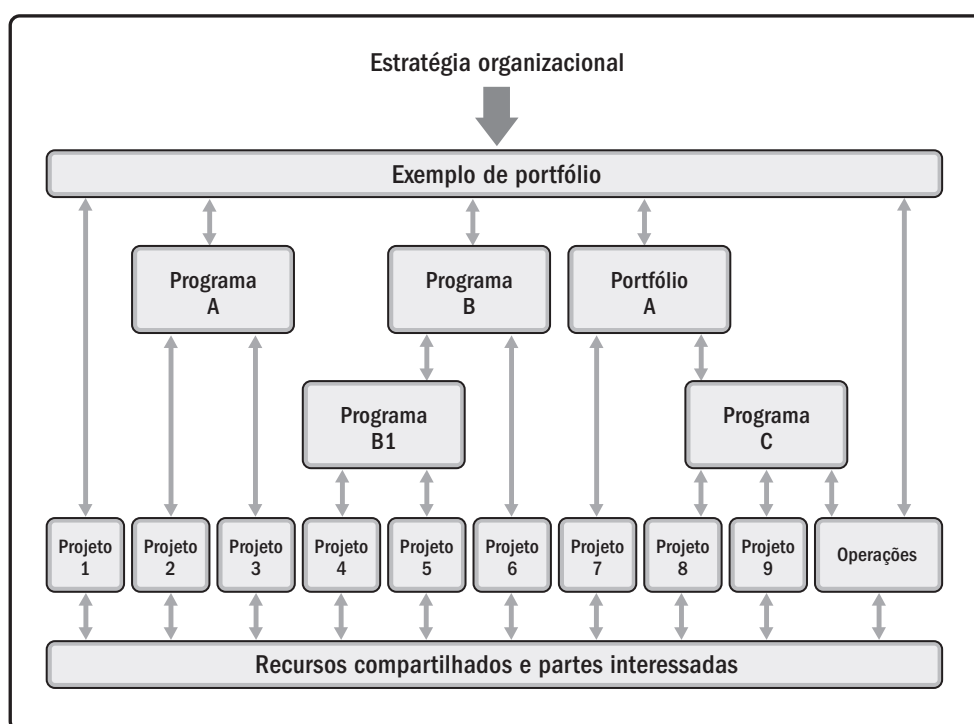 Estratégia organizacional
Exemplo de portfólio
Programa
A
Programa
B
Portfólio
A
Programa
B1
Programa
C
Projeto
1
Projeto
2
Projeto
3
Projeto
4
Projeto
5
Projeto
6
Projeto
7
Projeto
8
Projeto
9
Operações
Recursos compartilhados e partes interessadas